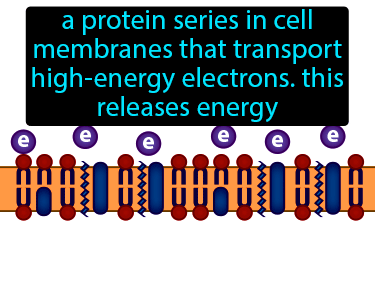 a protein series in cell
membranes that transport
high-energy electrons. this
releases energy
e e e e e e